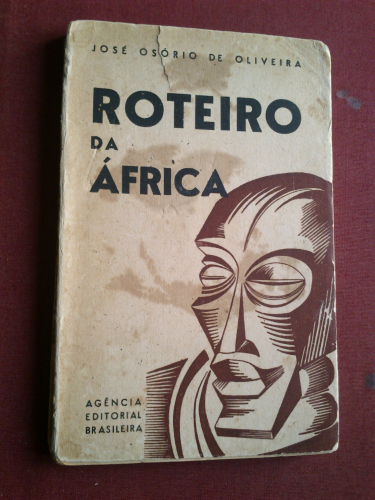 JOSÉ OSÓRIO DE OLIVEIRA
ROTEIRO
DA
ÁFRICA
AGÊNCIA
EDITORIAL
BRASILEIRA